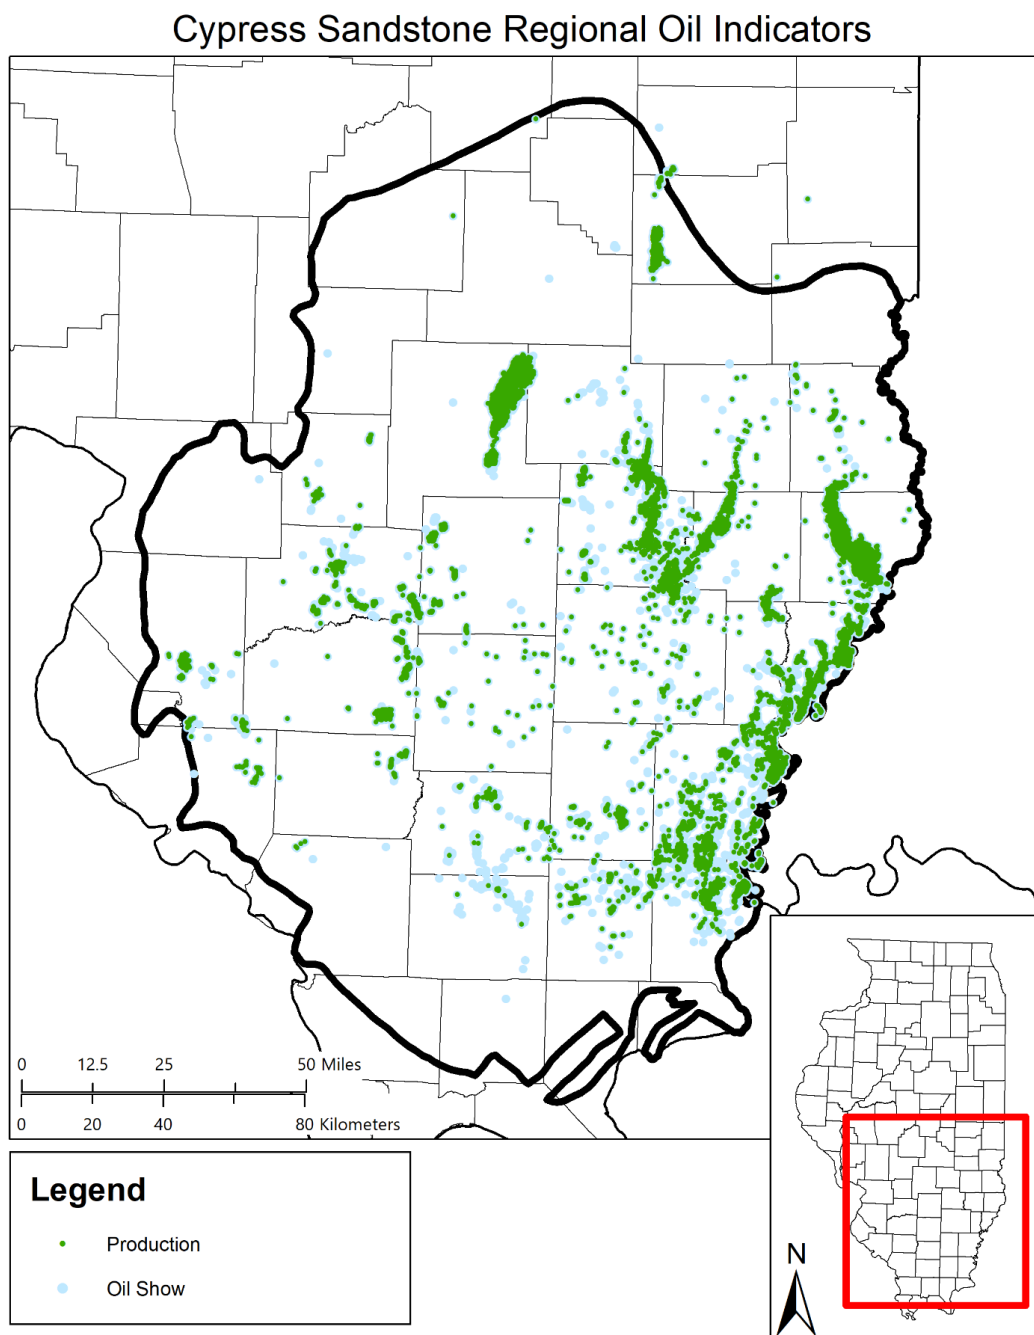 Cypress Sandstone Regional Oil Indicators
0 12.5 25 50 Miles
0 20 40 80 Kilometers
Legend
Production
Oil Show
N